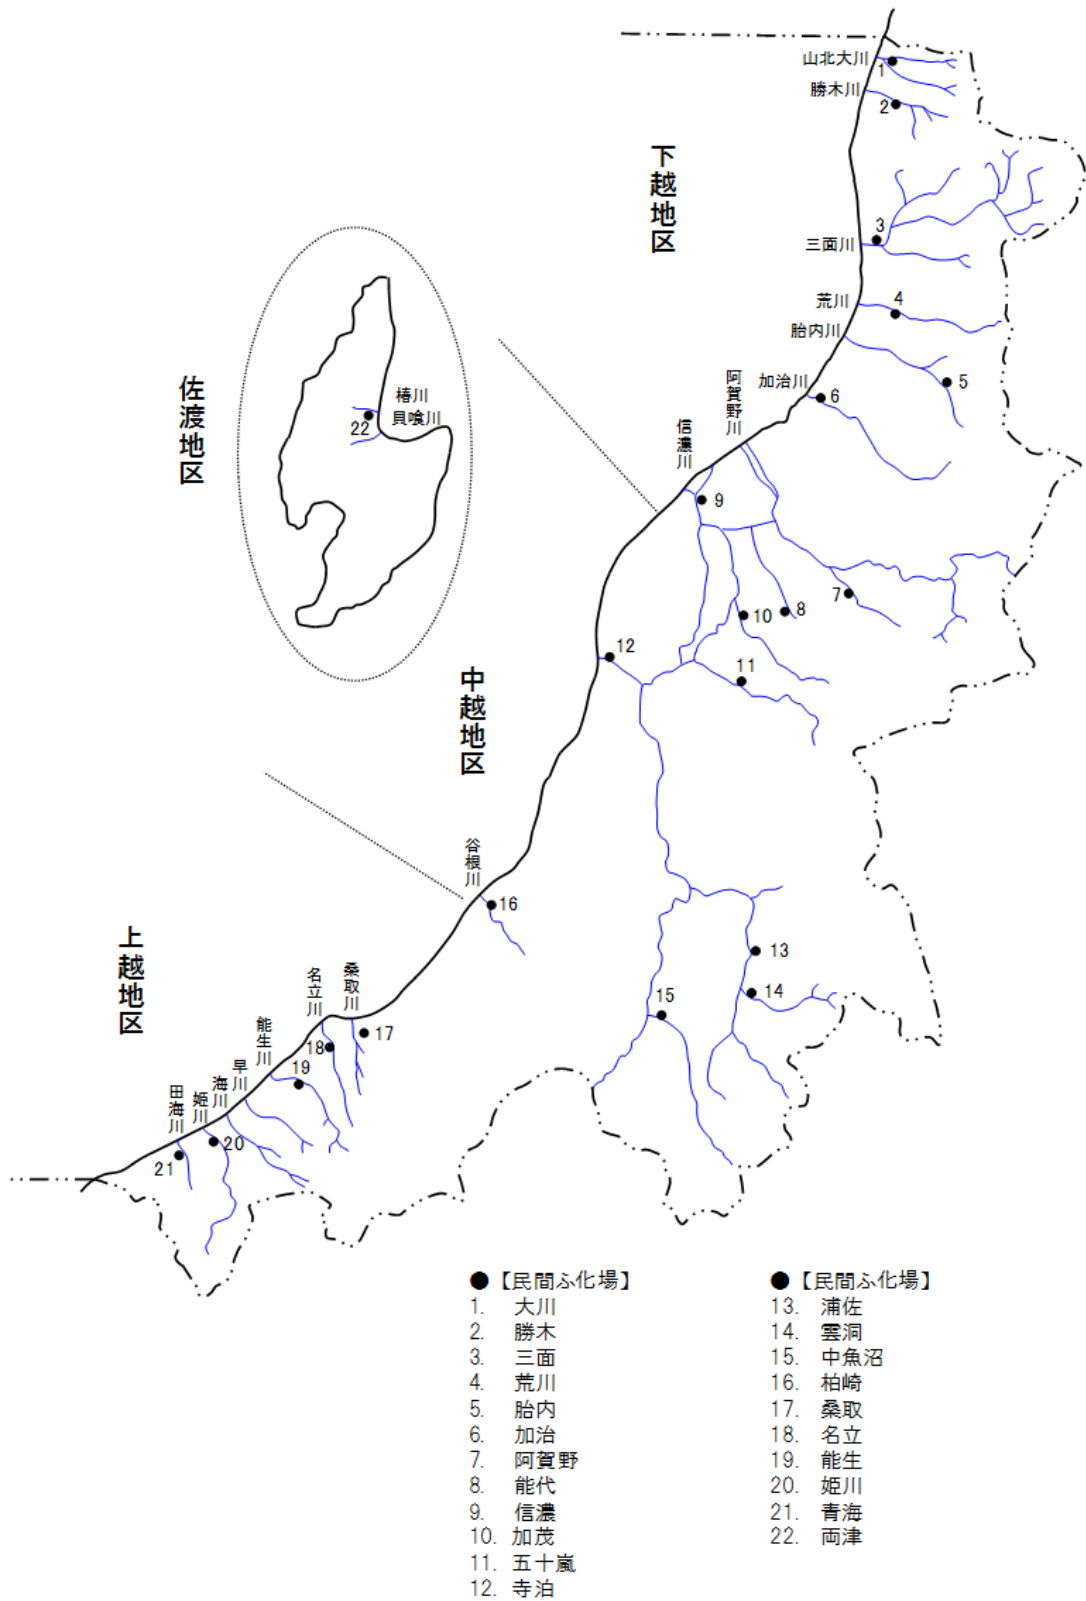 山北大川
1
勝木川
2
下越地区
3
三面川
荒川
4
胎内川
5
加治川
6
阿賀野川
信濃川
9
佐渡地区
椿川
貝喰川
22
7
8
10
11
12
中越地区
谷根川
16
13
14
15
上越地区
桑取川
名立川
17
18
能生川
19
早川
海川
姫川
田海川
20
21
●【民間ふ化場】
1. 大川
2. 勝木
3. 三面
4. 荒川
5. 胎内
6. 加治
7. 阿賀野
8. 能代
9. 信濃
10. 加茂
11. 五十嵐
12. 寺泊
●【民間ふ化場】
13. 浦佐
14. 雲洞
15. 中魚沼
16. 柏崎
17. 桑取
18. 名立
19. 能生
20. 姫川
21. 青海
22. 両津